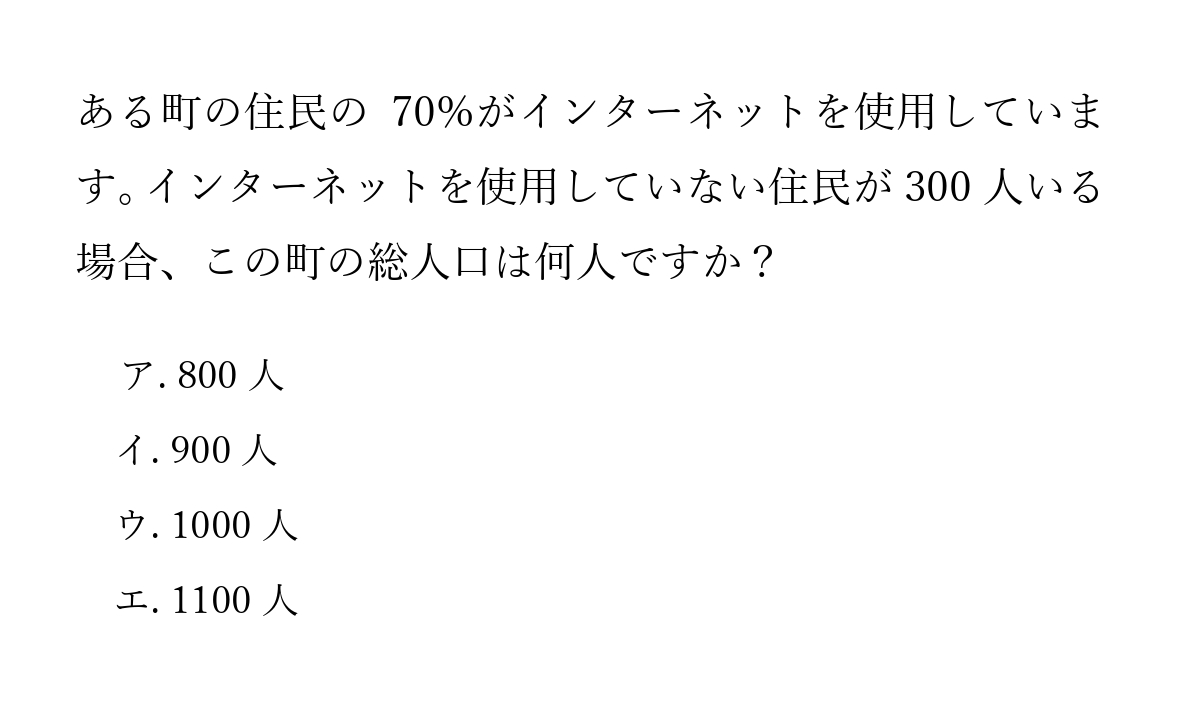 ある町の住民の 70%がインターネットを使用していま
す。インターネットを使用していない住民が 300 人いる
場合、この町の総人口は何人ですか？
ア. 800 人
イ. 900 人
ウ. 1000 人
エ. 1100 人